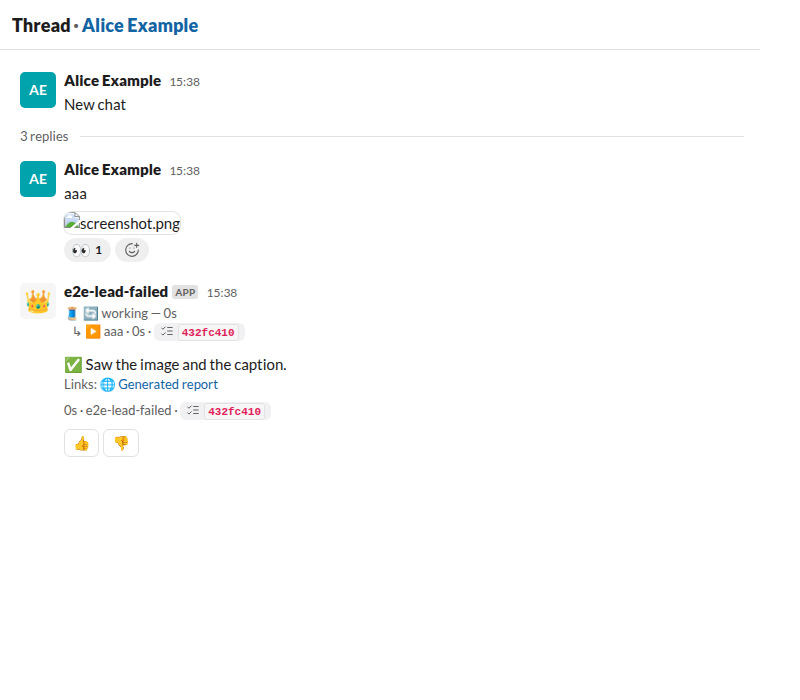 Thread · Alice Example
AE
Alice Example 15:38
New chat
3 replies
AE
Alice Example 15:38
aaa
screenshot.png
👀 1
e2e-lead-failed APP 15:38
🧵 🔄 working — 0s
↳ ▶️ aaa · 0s · 432fc410
✅ Saw the image and the caption.
Links: 🌐 Generated report
0s · e2e-lead-failed · 432fc410
👍 👎